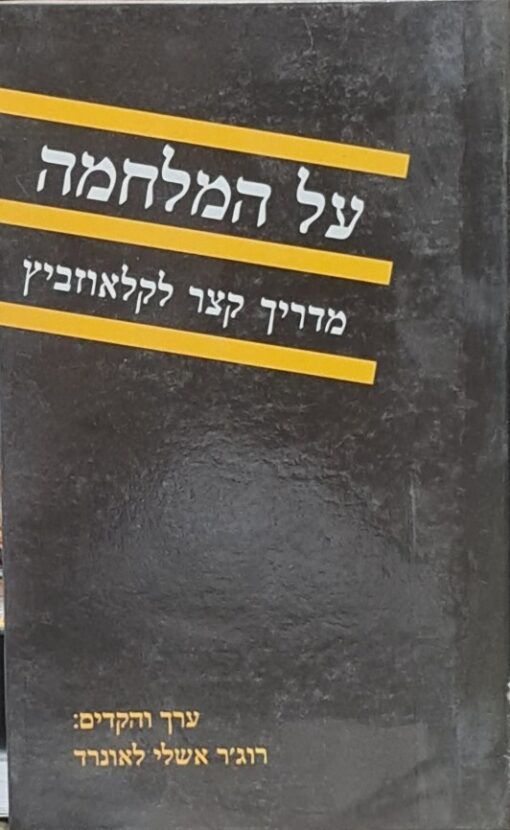 על המלחמה
מדריך קצר לקלאוזביץ
ערך והקדים:
רוג'ר אשלי לאונרד